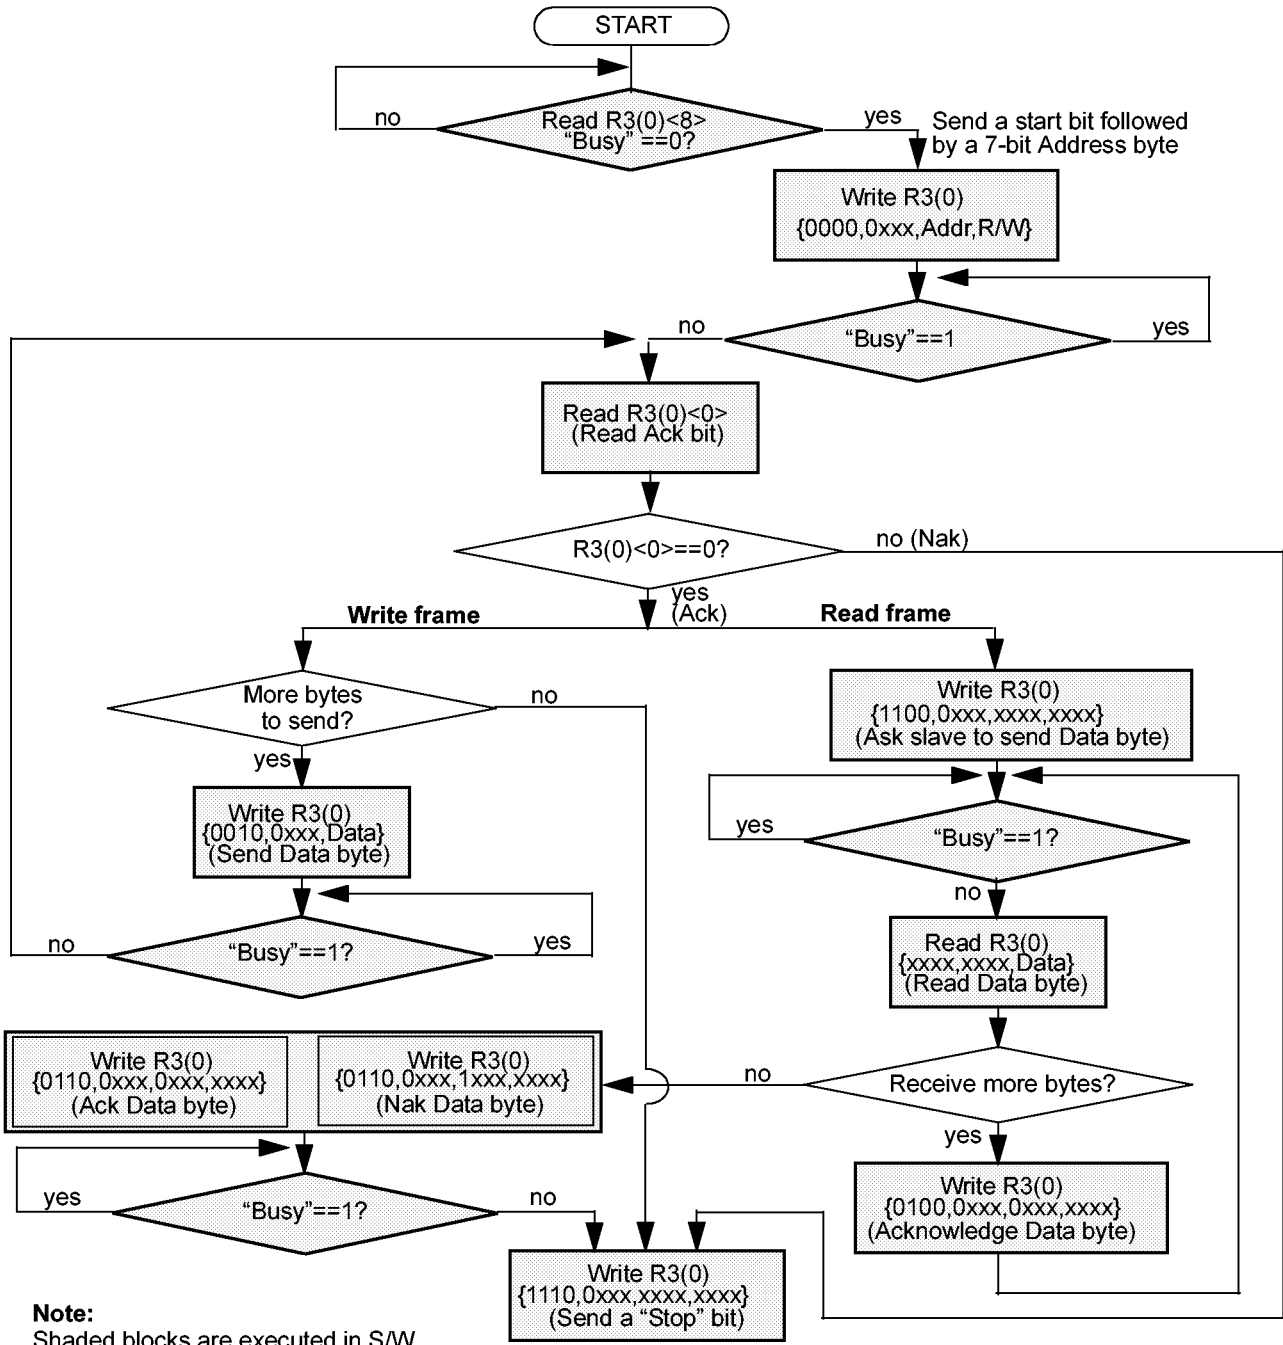 START
no
Read R3(0)<8>
“Busy” ==0?
yes
Send a start bit followed
by a 7-bit Address byte
Write R3(0)
{0000,0xxx,Addr,R/W}
no
“Busy”==1
yes
Read R3(0)<0>
(Read Ack bit)
R3(0)<0>==0?
no (Nak)
yes
(Ack)
Write frame
Read frame
More bytes
to send?
no
yes
Write R3(0)
{0010,0xxx,Data}
(Send Data byte)
no
“Busy”==1?
yes
Write R3(0)
{1100,0xxx,xxxx,xxxx}
(Ask slave to send Data byte)
yes
“Busy”==1?
no
Read R3(0)
{xxxx,xxxx,Data}
(Read Data byte)
Receive more bytes?
no
yes
Write R3(0)
{0110,0xxx,0xxx,xxxx}
(Ack Data byte)
Write R3(0)
{0110,0xxx,1xxx,xxxx}
(Nak Data byte)
Write R3(0)
{0100,0xxx,0xxx,xxxx}
(Acknowledge Data byte)
yes
“Busy”==1?
no
Write R3(0)
{1110,0xxx,xxxx,xxxx}
(Send a “Stop” bit)
Note:
Shaded blocks are executed in S/W